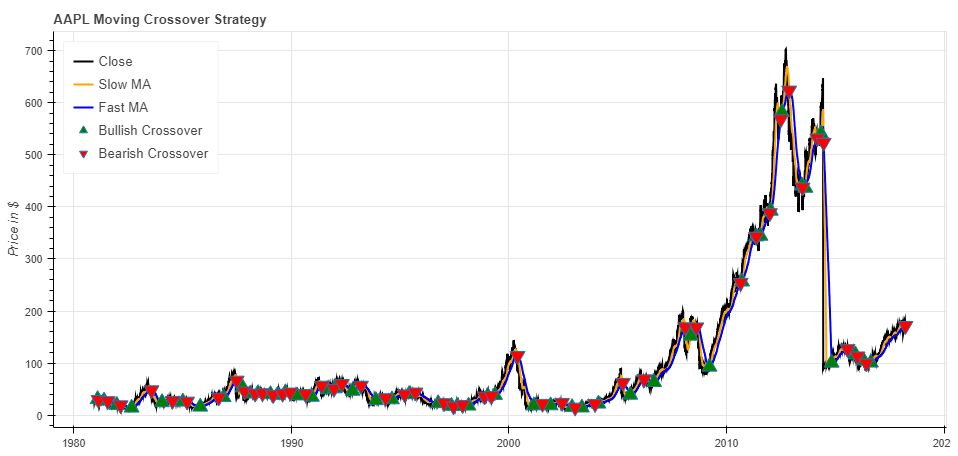 AAPL Moving Crossover Strategy
Close
Slow MA
Fast MA
Bullish Crossover
Bearish Crossover
Price in $
700
600
500
400
300
200
100
0
1980
1990
2000
2010
202